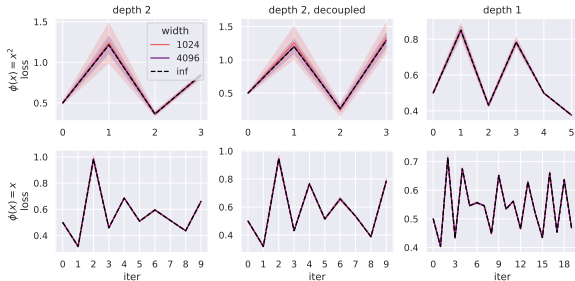 depth 2
depth 2, decoupled
depth 1
ϕ(x) = x²
loss
1.5
1.0
0.5
0 1 2 3
width
1024
4096
inf
1.5
1.0
0.5
0 1 2 3
0.8
0.6
0.4
0 1 2 3 4 5
ϕ(x) = x
loss
1.0
0.8
0.6
0.4
0 1 2 3 4 5 6 7 8 9
iter
1.0
0.8
0.6
0.4
0 1 2 3 4 5 6 7 8 9
iter
0.7
0.6
0.5
0.4
0 3 6 9 12 15 18
iter